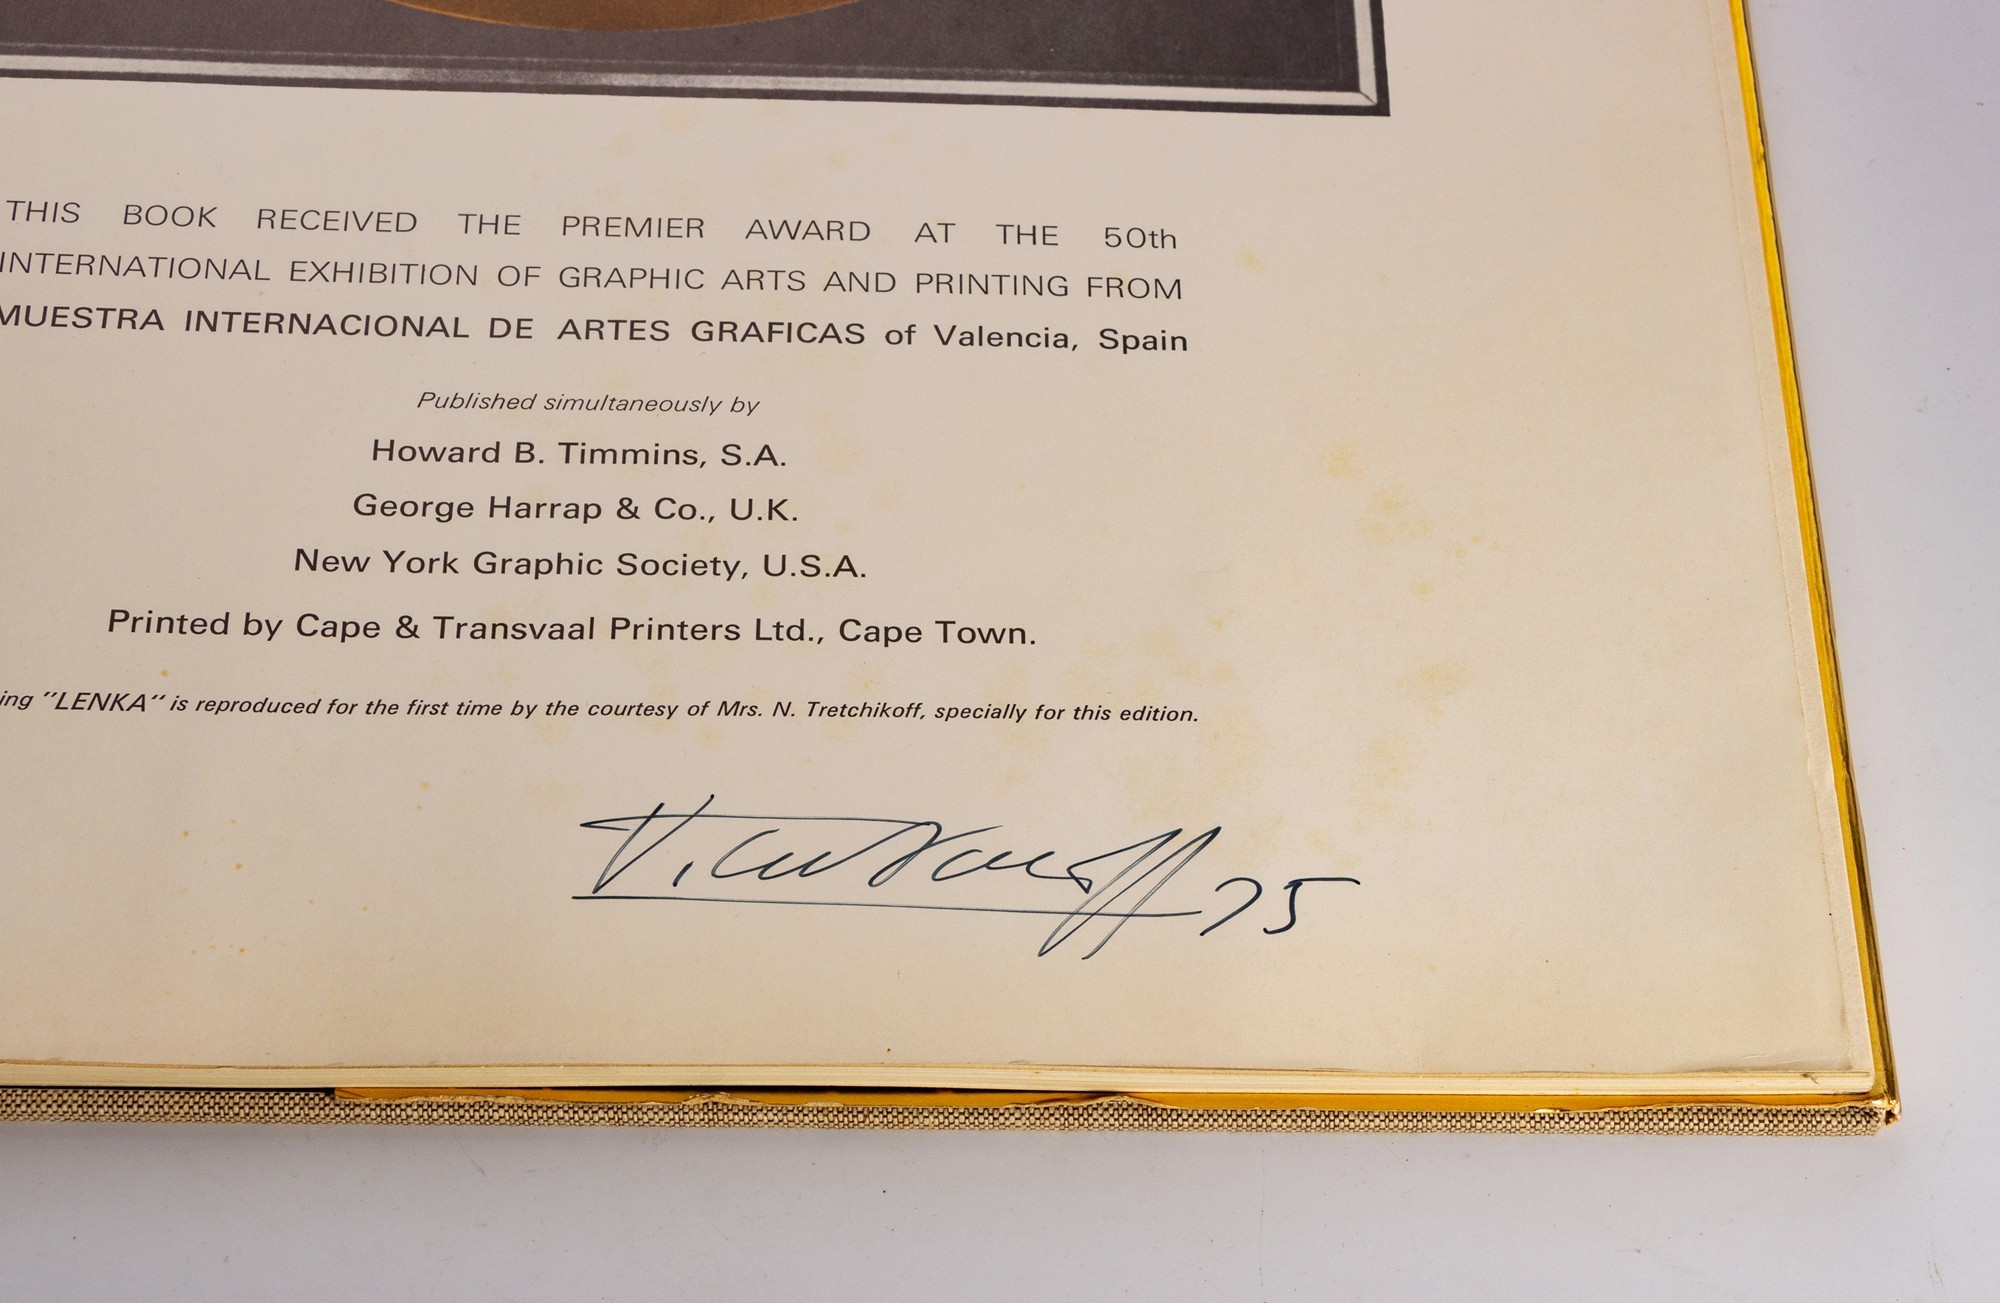 THIS BOOK RECEIVED THE PREMIER AWARD AT THE 50th
INTERNATIONAL EXHIBITION OF GRAPHIC ARTS AND PRINTING FROM
MUESTRA INTERNACIONAL DE ARTES GRAFICAS of Valencia, Spain
Published simultaneously by
Howard B. Timmins, S.A.
George Harrap & Co., U.K.
New York Graphic Society, U.S.A.
Printed by Cape & Transvaal Printers Ltd., Cape Town.
ing "LENKA" is reproduced for the first time by the courtesy of Mrs. N. Tretchikoff, specially for this edition.
75